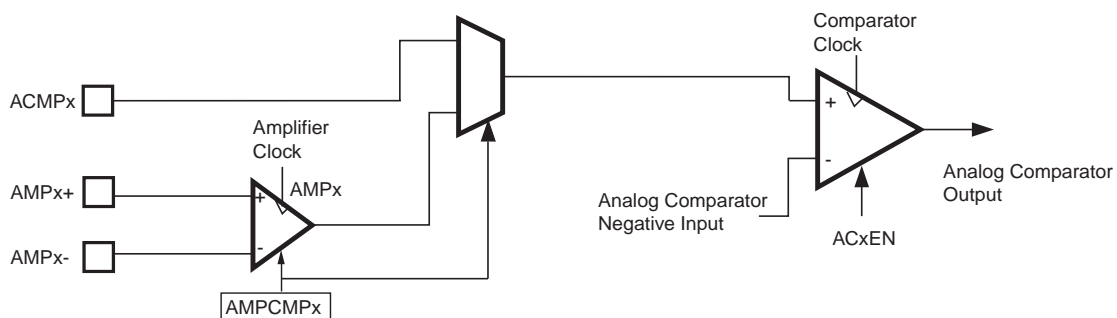 Comparator
Clock
ACMPx
+
Amplifier
Clock
AMPx+
+
AMPx
-
Analog Comparator
Negative Input
Analog Comparator
Output
AMPx-
-
ACxEN
AMPCMPx